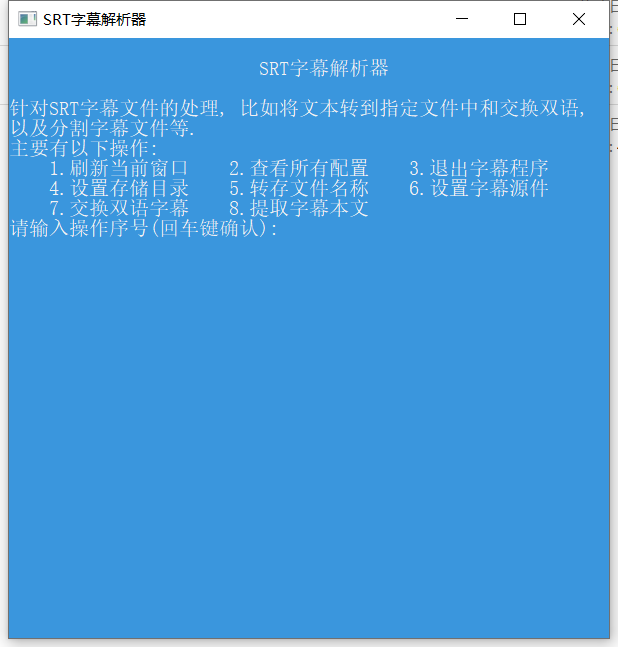 SRT字幕解析器
SRT字幕解析器
针对SRT字幕文件的处理, 比如将文本转到指定文件中和交换双语,
以及分割字幕文件等.
主要有以下操作:
1.刷新当前窗口 2.查看所有配置 3.退出字幕程序
4.设置存储目录 5.转存文件名称 6.设置字幕源件
7.交换双语字幕 8.提取字幕本文
请输入操作序号(回车键确认):